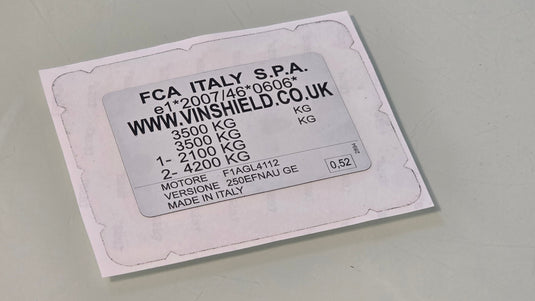 FCA ITALY S.P.A.
e1*2007/46*0606*
WWW.VINSHIELD.CO.UK
3500 KG KG
3500 KG KG
1- 2100 KG
2- 4200 KG
MOTORE F1AGL4112
VERSIONE 250EFNAU GE 0,52
MADE IN ITALY